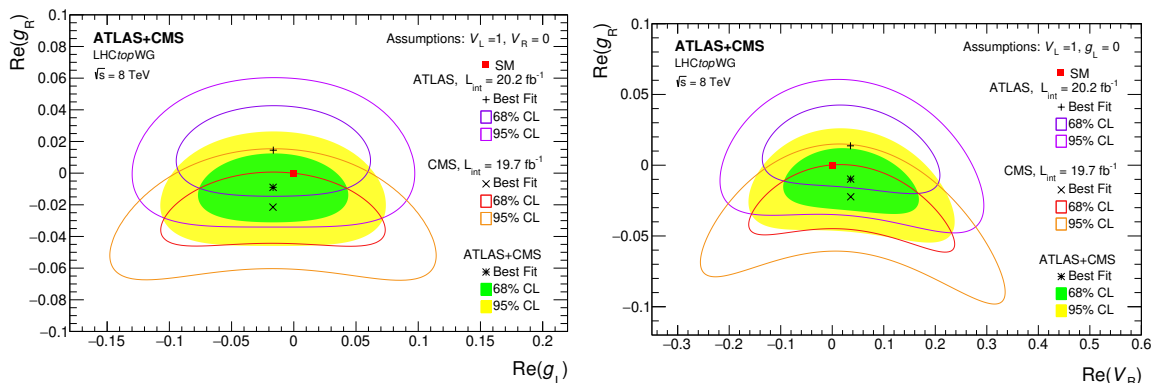 ATLAS+CMS
LHCtopWG
√s = 8 TeV
Assumptions: V_L =1, V_R = 0
SM
ATLAS, L_int = 20.2 fb⁻¹
Best Fit
68% CL
95% CL
CMS, L_int = 19.7 fb⁻¹
Best Fit
68% CL
95% CL
ATLAS+CMS
Best Fit
68% CL
95% CL
Re(g_R)
0.1
0.08
0.06
0.04
0.02
0
−0.02
−0.04
−0.06
−0.08
−0.1
−0.15 −0.1 −0.05 0 0.05 0.1 0.15 0.2
Re(g_L)
ATLAS+CMS
LHCtopWG
√s = 8 TeV
Assumptions: V_L =1, g_L = 0
SM
ATLAS, L_int = 20.2 fb⁻¹
Best Fit
68% CL
95% CL
CMS, L_int = 19.7 fb⁻¹
Best Fit
68% CL
95% CL
ATLAS+CMS
Best Fit
68% CL
95% CL
Re(g_R)
0.1
0.05
0
−0.05
−0.1
−0.3 −0.2 −0.1 0 0.1 0.2 0.3 0.4 0.5 0.6
Re(V_R)